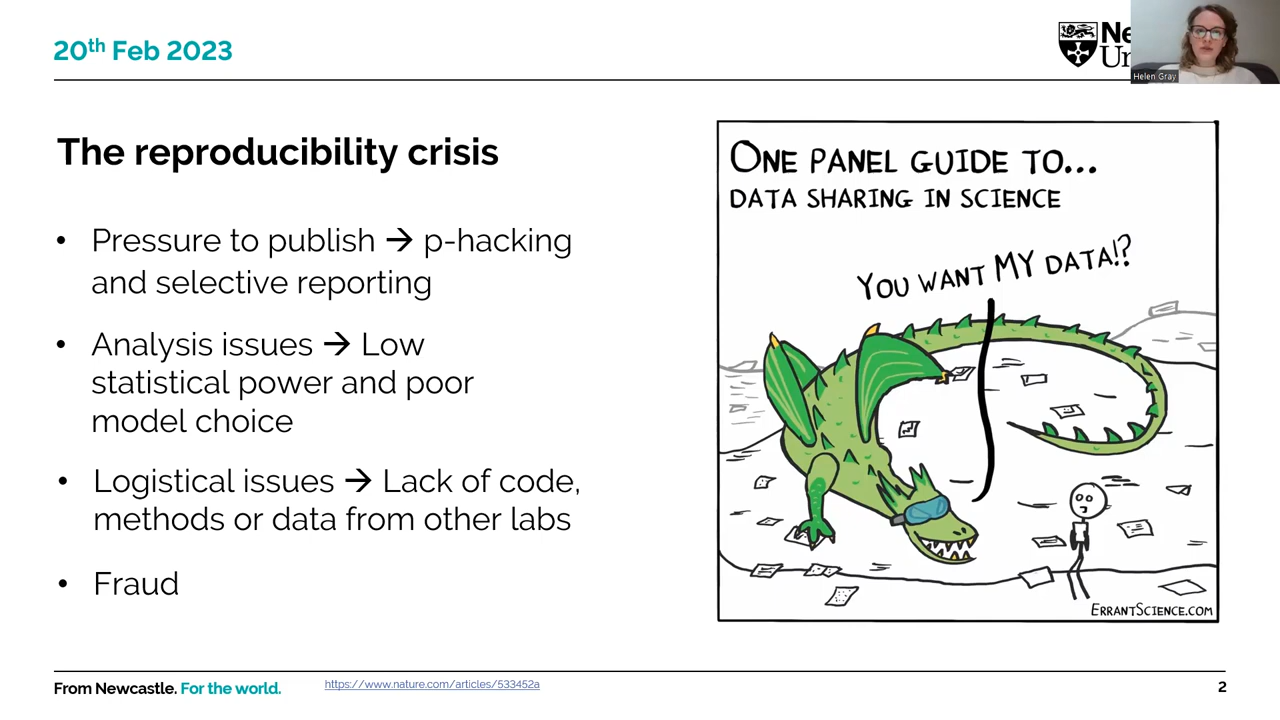 20th Feb 2023
Ne
Un
Helen Gray
The reproducibility crisis
• Pressure to publish → p-hacking
and selective reporting
• Analysis issues → Low
statistical power and poor
model choice
• Logistical issues → Lack of code,
methods or data from other labs
• Fraud
ONE PANEL GUIDE TO...
DATA SHARING IN SCIENCE
YOU WANT MY DATA!?
ERRANTSCIENCE.COM
From Newcastle. For the world.
https://www.nature.com/articles/533452a
2